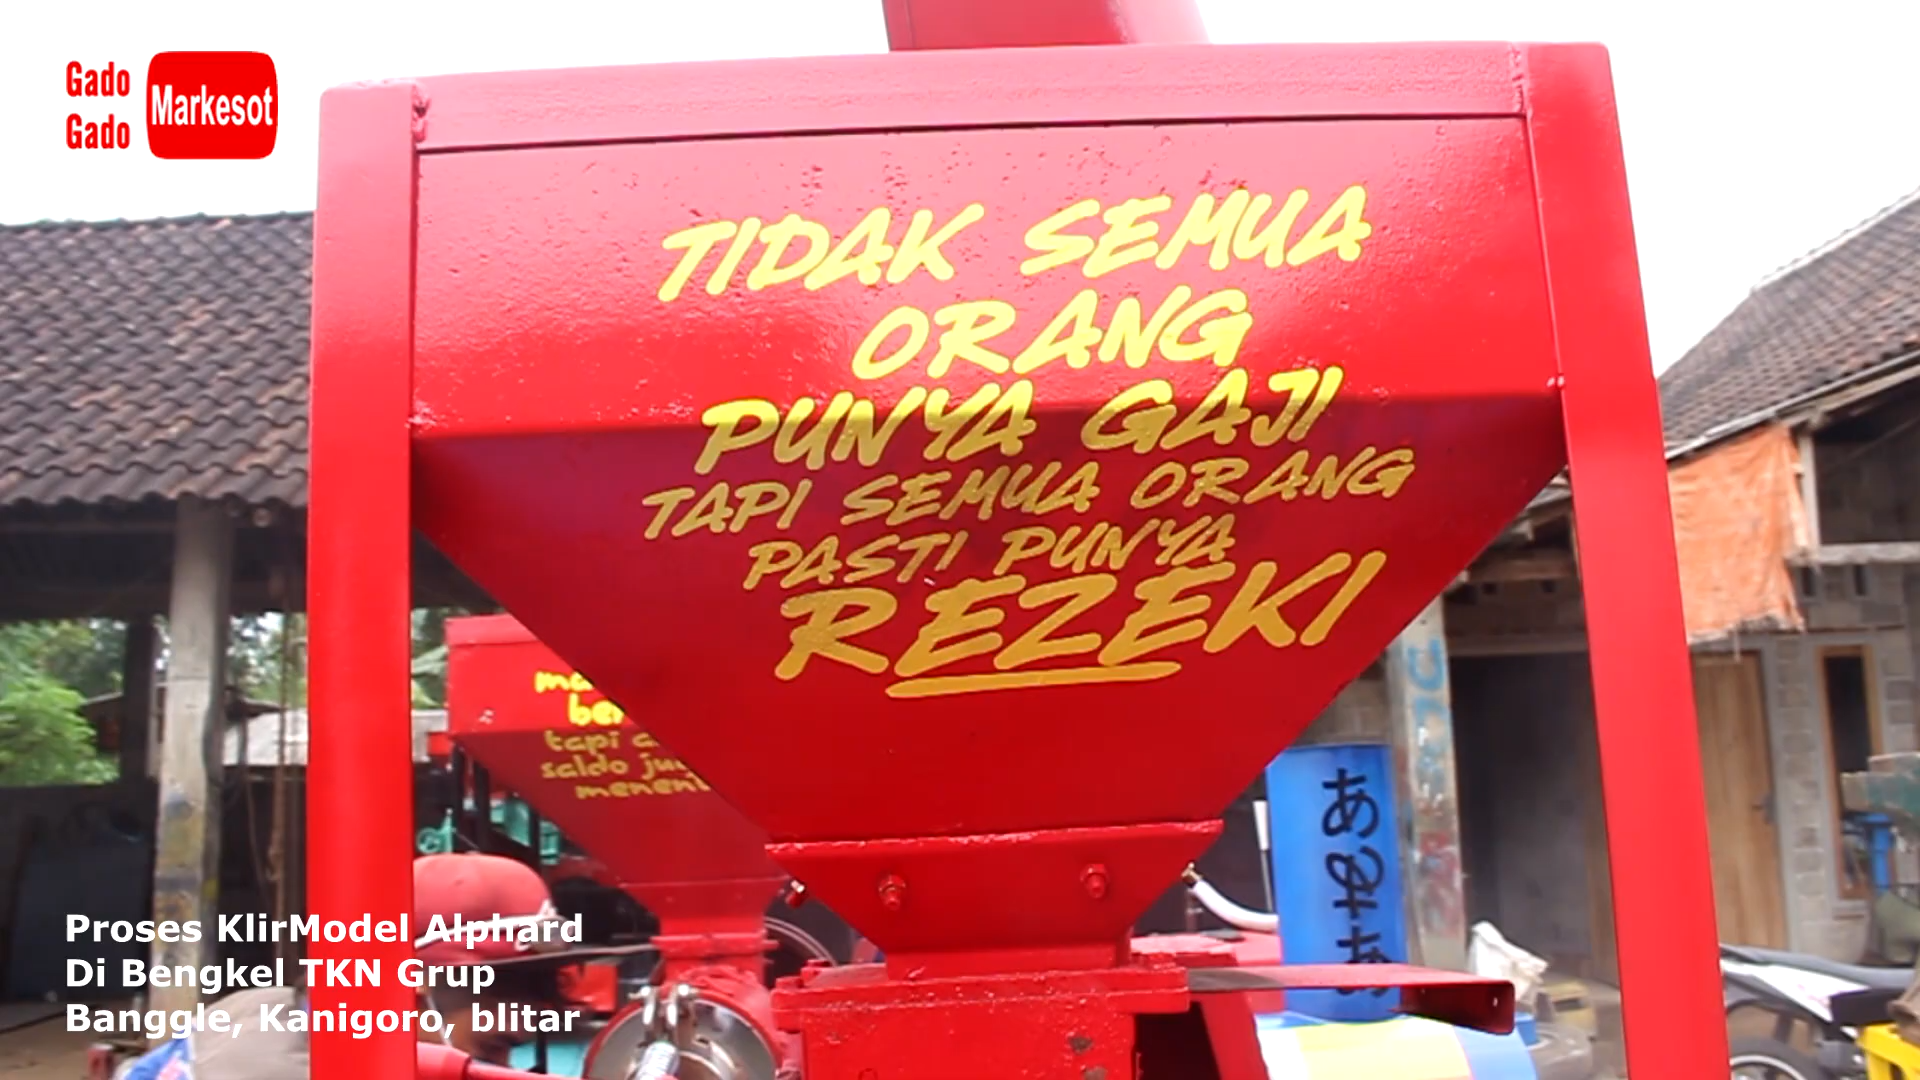 Gado
Gado
Markesot
TIDAK SEMUA
ORANG
PUNYA GAJI
TAPI SEMUA ORANG
PASTI PUNYA
REZEKI
tapi
saldo
Proses KlirModel Alphard
Di Bengkel TKN Grup
Banggle, Kanigoro, blitar